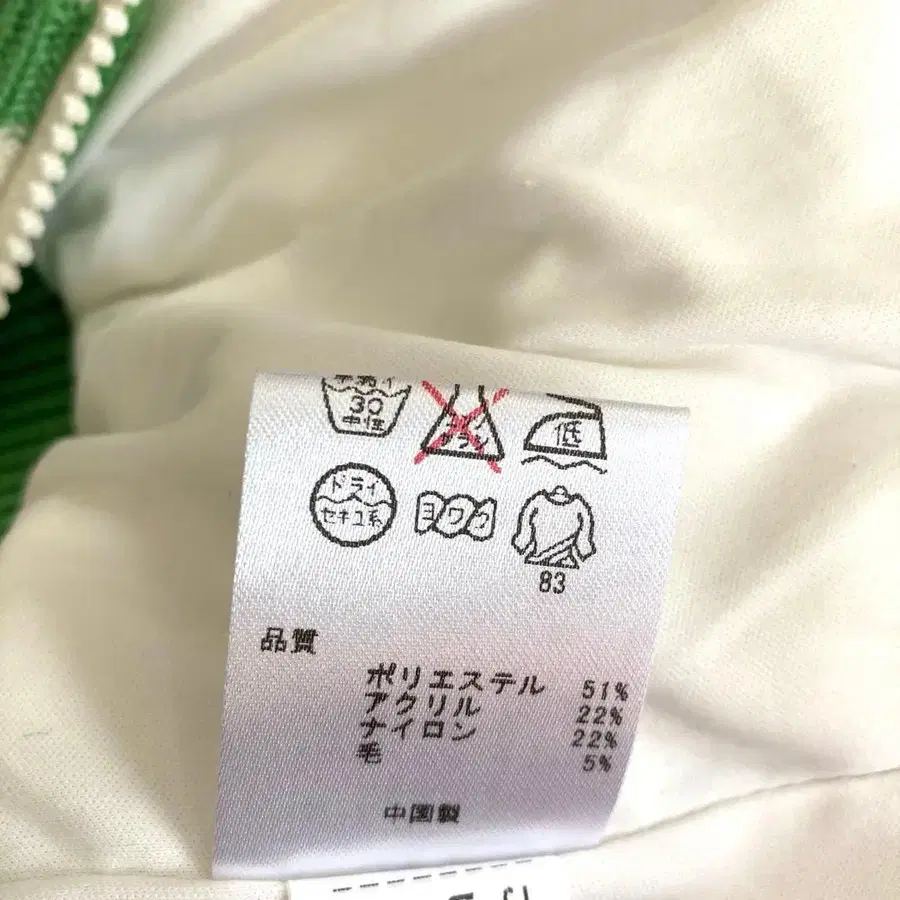 手洗イ
30
中性
低
ドライ
セキユ系
ヨワク
83
品質
ポリエステル 51%
アクリル 22%
ナイロン 22%
毛 5%
中国製